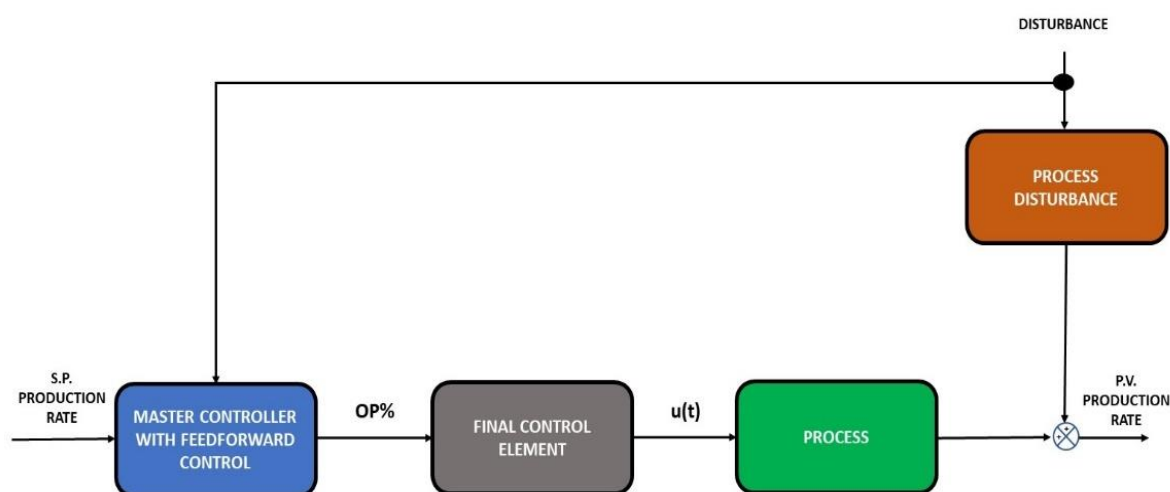 DISTURBANCE
PROCESS
DISTURBANCE
S.P.
PRODUCTION
RATE
MASTER CONTROLLER
WITH FEEDFORWARD
CONTROL
OP%
FINAL CONTROL
ELEMENT
u(t)
PROCESS
+
+
P.V.
PRODUCTION
RATE